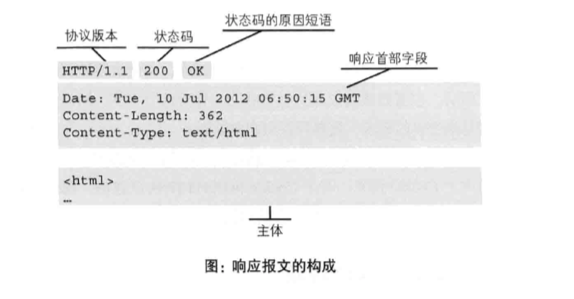 状态码的原因短语
协议版本 状态码
响应首部字段
HTTP/1.1 200 OK
Date: Tue, 10 Jul 2012 06:50:15 GMT
Content-Length: 362
Content-Type: text/html
<html>
…
主体
图：响应报文的构成